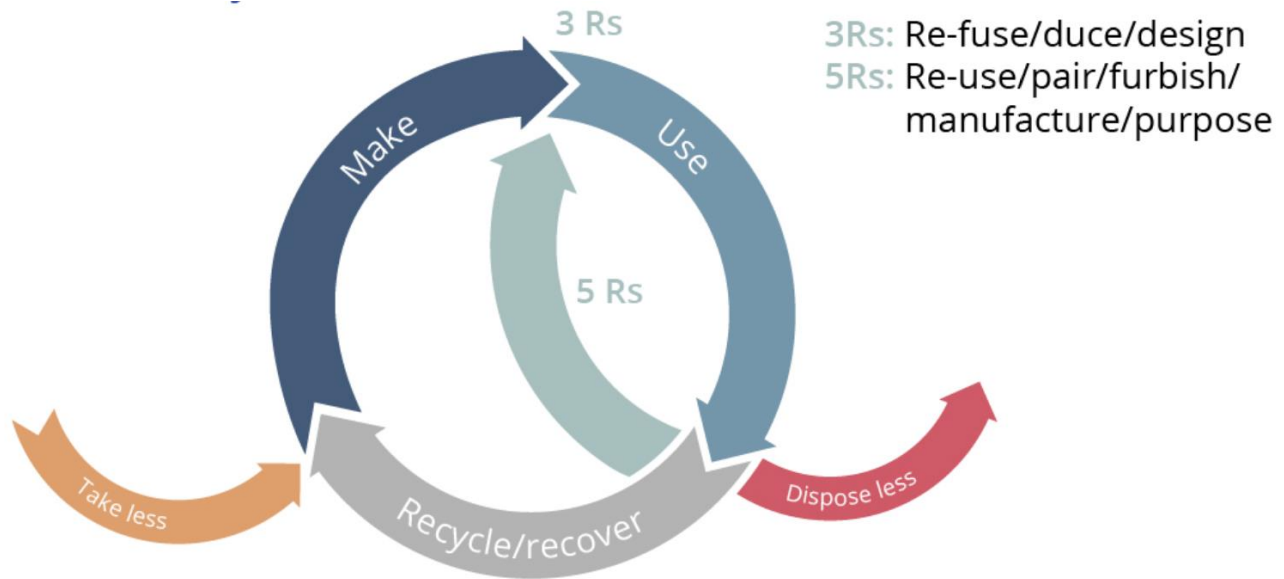 3 Rs
3Rs: Re-fuse/duce/design
5Rs: Re-use/pair/furbish/
manufacture/purpose
Make
Use
5 Rs
Take less
Recycle/recover
Dispose less